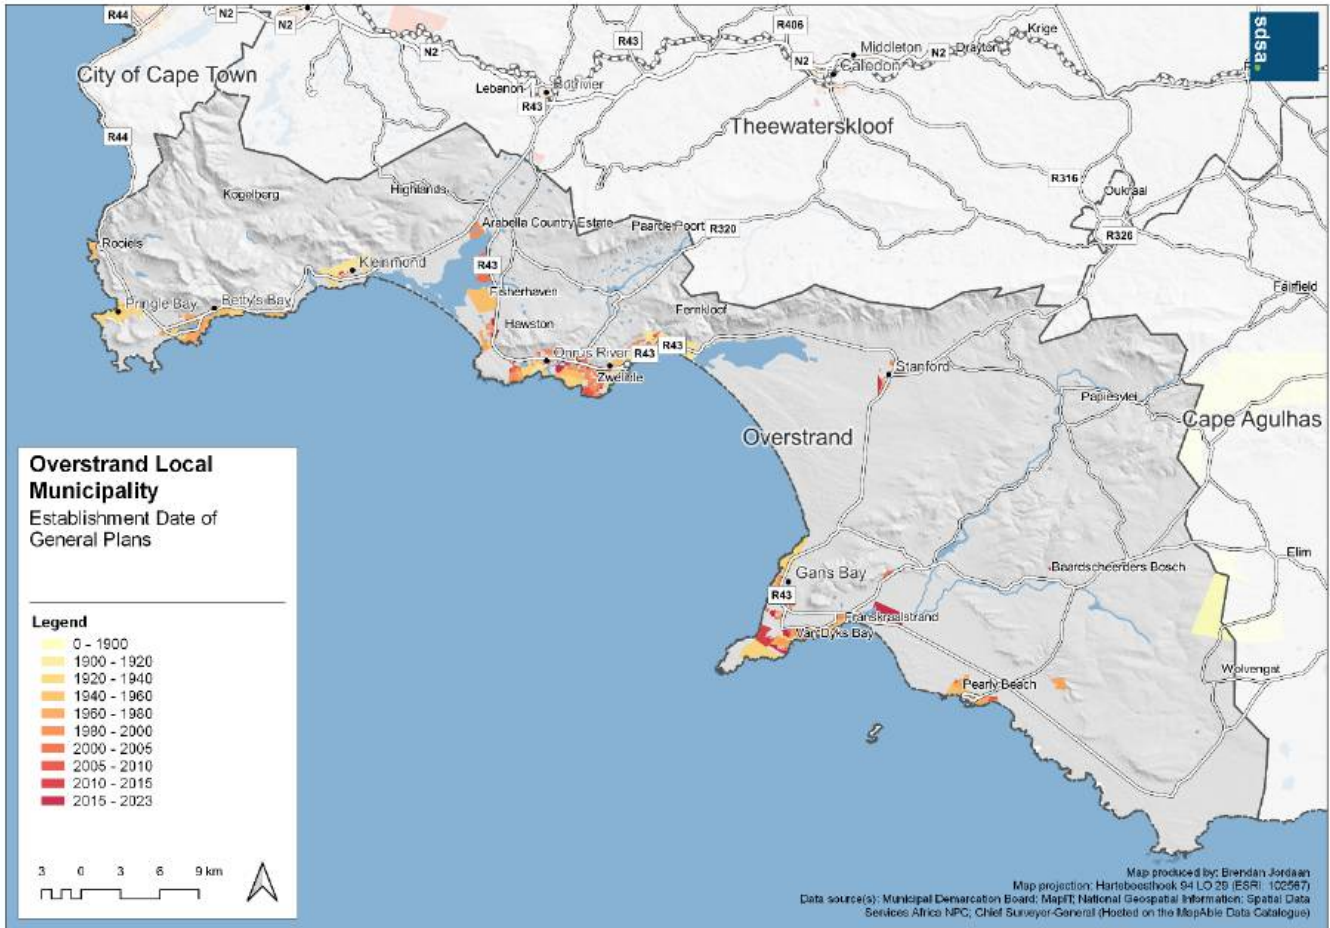 R44
N2
N2
N2
R43
R406
N2
Middleton
N2
Drayton
Krige
sdsa
City of Cape Town
Lebanon
Botrivier
R43
Caledon
Theewaterskloof
R44
R316
Oukraal
Kogelberg
Highlands
Arabella Country Estate
Paarde Poort
R320
R326
Rooiels
Kleinmond
R43
Fisherhaven
Fairfield
Pringle Bay
Betty's Bay
Fernkloof
Hawston
Onrus River
R43
R43
Zwelihle
Stanford
Papiesvlei
Cape Agulhas
Overstrand
Elim
Baardscheerders Bosch
Gans Bay
R43
Franskraalstrand
Van Dyks Bay
Wolvengat
Pearly Beach
Overstrand Local
Municipality
Establishment Date of
General Plans
Legend
0 - 1900
1900 - 1920
1920 - 1940
1940 - 1960
1960 - 1980
1980 - 2000
2000 - 2005
2005 - 2010
2010 - 2015
2015 - 2023
3 0 3 6 9 km
Map produced by: Brendan Jordaan
Map projection: Hartebeesthoek 94 LO 29 (ESRI: 102567)
Data source(s): Municipal Demarcation Board; MapIT; National Geospatial Information; Spatial Data
Services Africa NPC; Chief Surveyor-General (Hosted on the MapAble Data Catalogue)